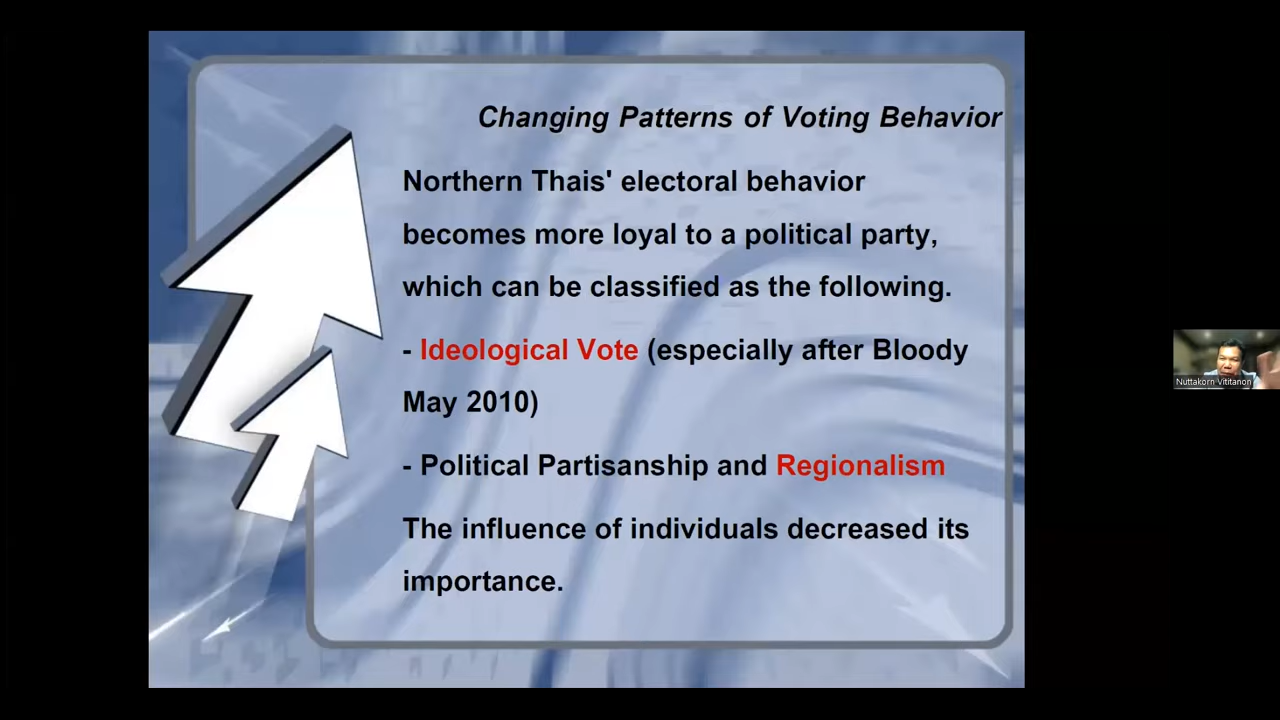 Changing Patterns of Voting Behavior
Northern Thais' electoral behavior
becomes more loyal to a political party,
which can be classified as the following.
- Ideological Vote (especially after Bloody
May 2010)
- Political Partisanship and Regionalism
The influence of individuals decreased its
importance.
Nuttakorn Vititanon